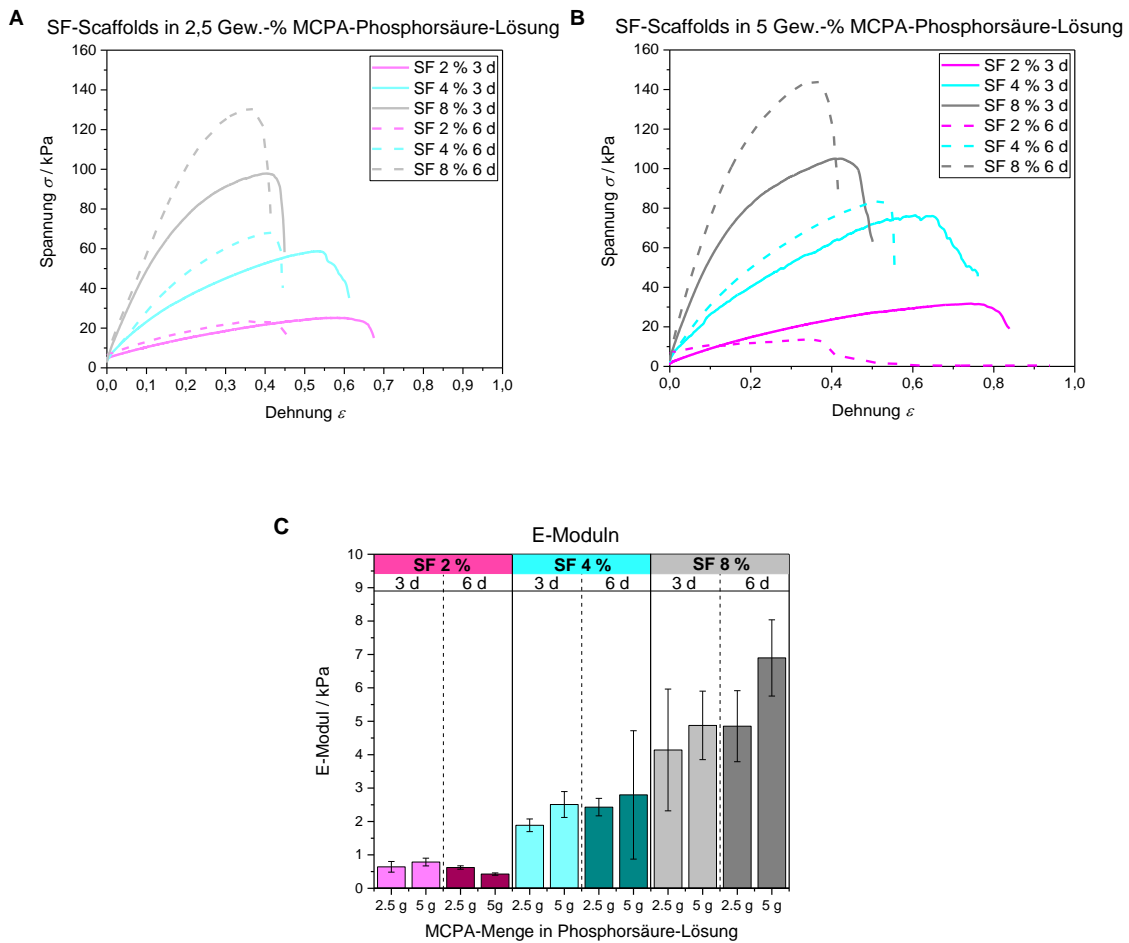 A
SF-Scaffolds in 2,5 Gew.-% MCPA-Phosphorsäure-Lösung
160
140
120
100
80
60
40
20
0
Spannung σ / kPa
SF 2 % 3 d
SF 4 % 3 d
SF 8 % 3 d
SF 2 % 6 d
SF 4 % 6 d
SF 8 % 6 d
0,0 0,1 0,2 0,3 0,4 0,5 0,6 0,7 0,8 0,9 1,0
Dehnung ε
B
SF-Scaffolds in 5 Gew.-% MCPA-Phosphorsäure-Lösung
160
140
120
100
80
60
40
20
0
Spannung σ / kPa
SF 2 % 3 d
SF 4 % 3 d
SF 8 % 3 d
SF 2 % 6 d
SF 4 % 6 d
SF 8 % 6 d
0,0 0,2 0,4 0,6 0,8 1,0
Dehnung ε
C
E-Moduln
10
9
8
7
6
5
4
3
2
1
0
E-Modul / kPa
SF 2 % SF 4 % SF 8 %
3 d 6 d 3 d 6 d 3 d 6 d
2.5 g 5 g 2.5 g 5 g 2.5 g 5 g 2.5 g 5 g 2.5 g 5 g 2.5 g 5 g
MCPA-Menge in Phosphorsäure-Lösung